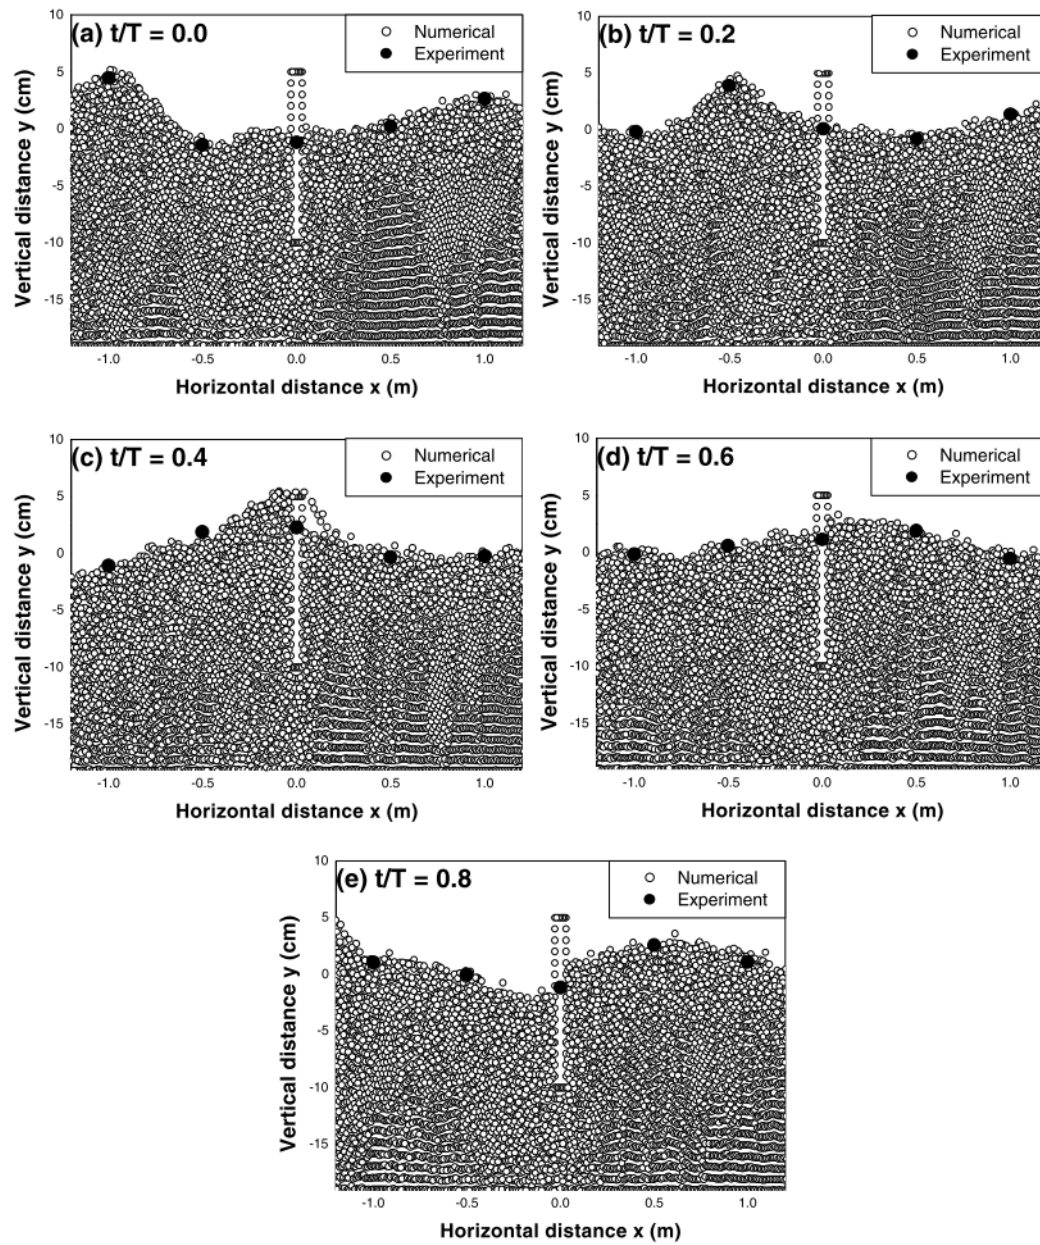 (a) t/T = 0.0
Numerical
Experiment
10
5
0
-5
-10
-15
Vertical distance y (cm)
-1.0 -0.5 0.0 0.5 1.0
Horizontal distance x (m)
(b) t/T = 0.2
Numerical
Experiment
10
5
0
-5
-10
-15
Vertical distance y (cm)
-1.0 -0.5 0.0 0.5 1.0
Horizontal distance x (m)
(c) t/T = 0.4
Numerical
Experiment
10
5
0
-5
-10
-15
Vertical distance y (cm)
-1.0 -0.5 0.0 0.5 1.0
Horizontal distance x (m)
(d) t/T = 0.6
Numerical
Experiment
10
5
0
-5
-10
-15
Vertical distance y (cm)
-1.0 -0.5 0.0 0.5 1.0
Horizontal distance x (m)
(e) t/T = 0.8
Numerical
Experiment
10
5
0
-5
-10
-15
Vertical distance y (cm)
-1.0 -0.5 0.0 0.5 1.0
Horizontal distance x (m)